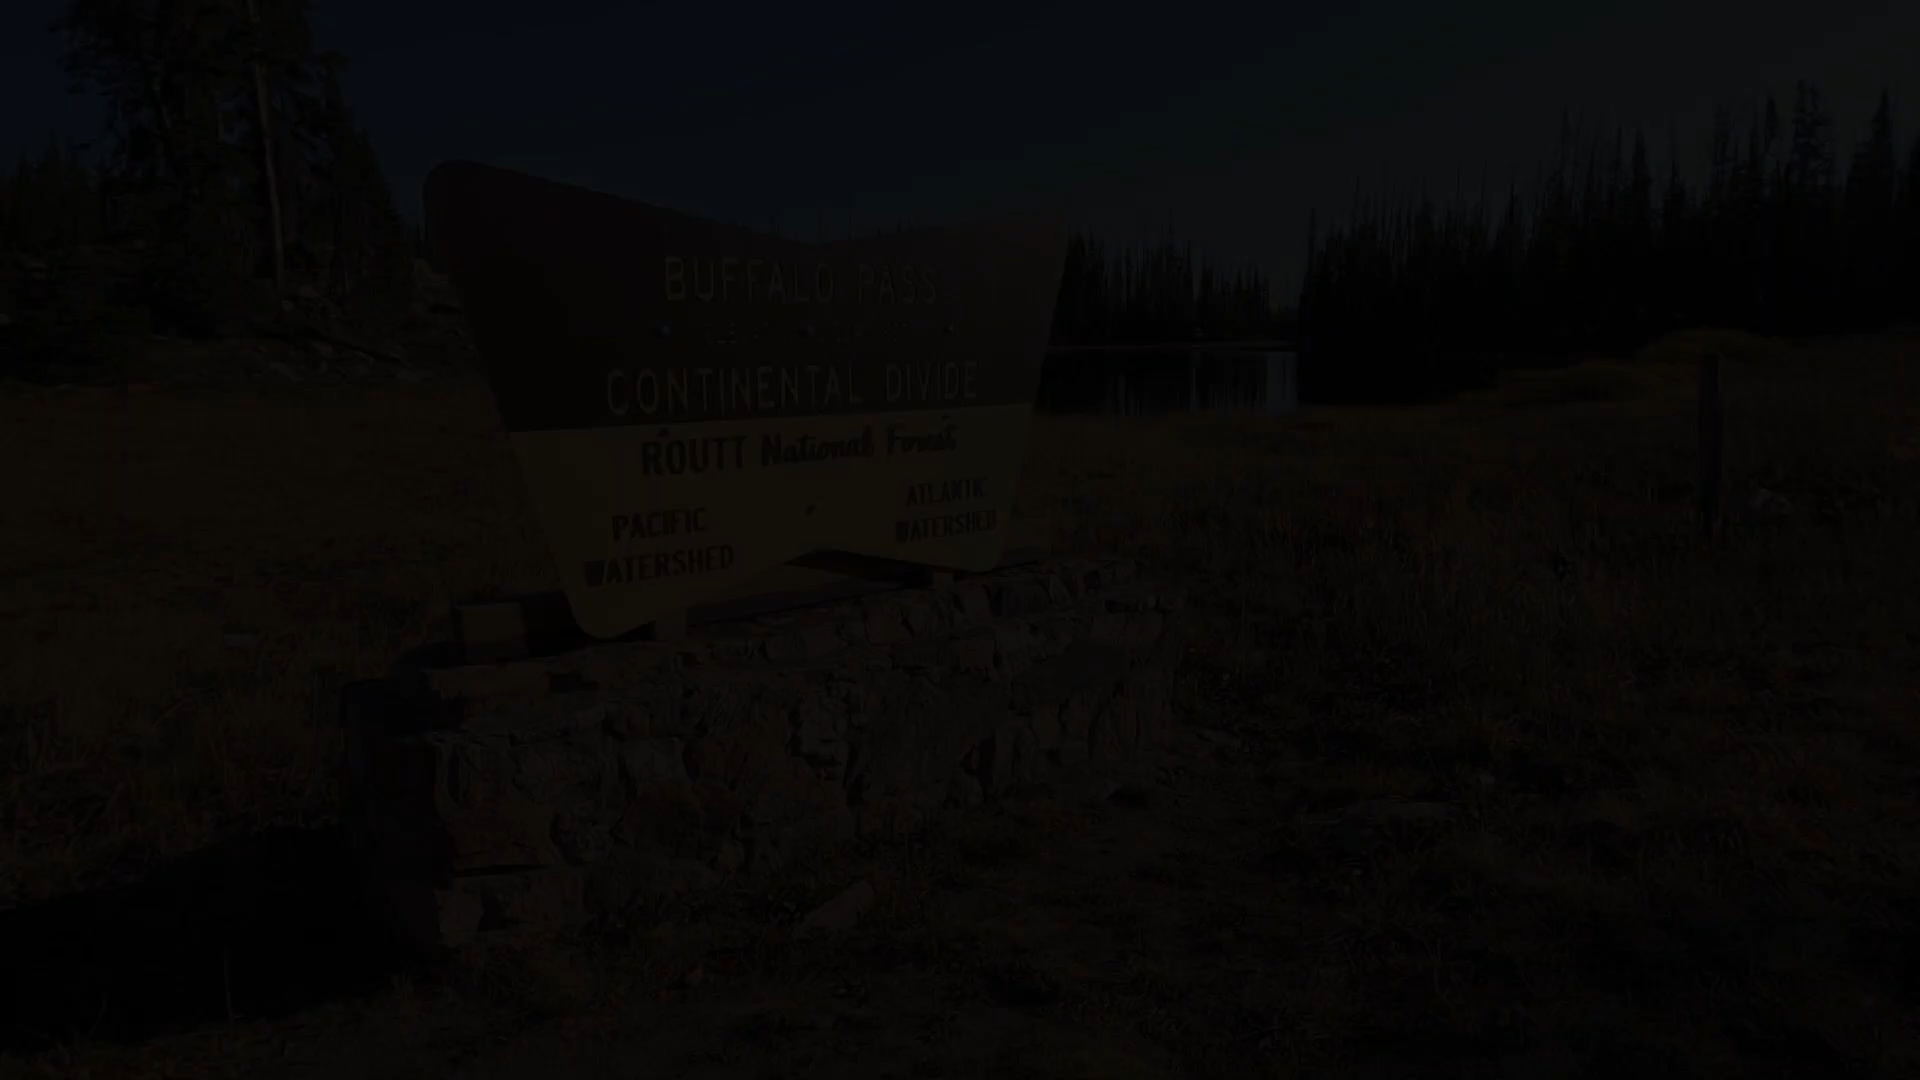 BUFFALO PASS
CONTINENTAL DIVIDE
ROUTT National Forest
PACIFIC
WATERSHED
ATLANTIC
WATERSHED